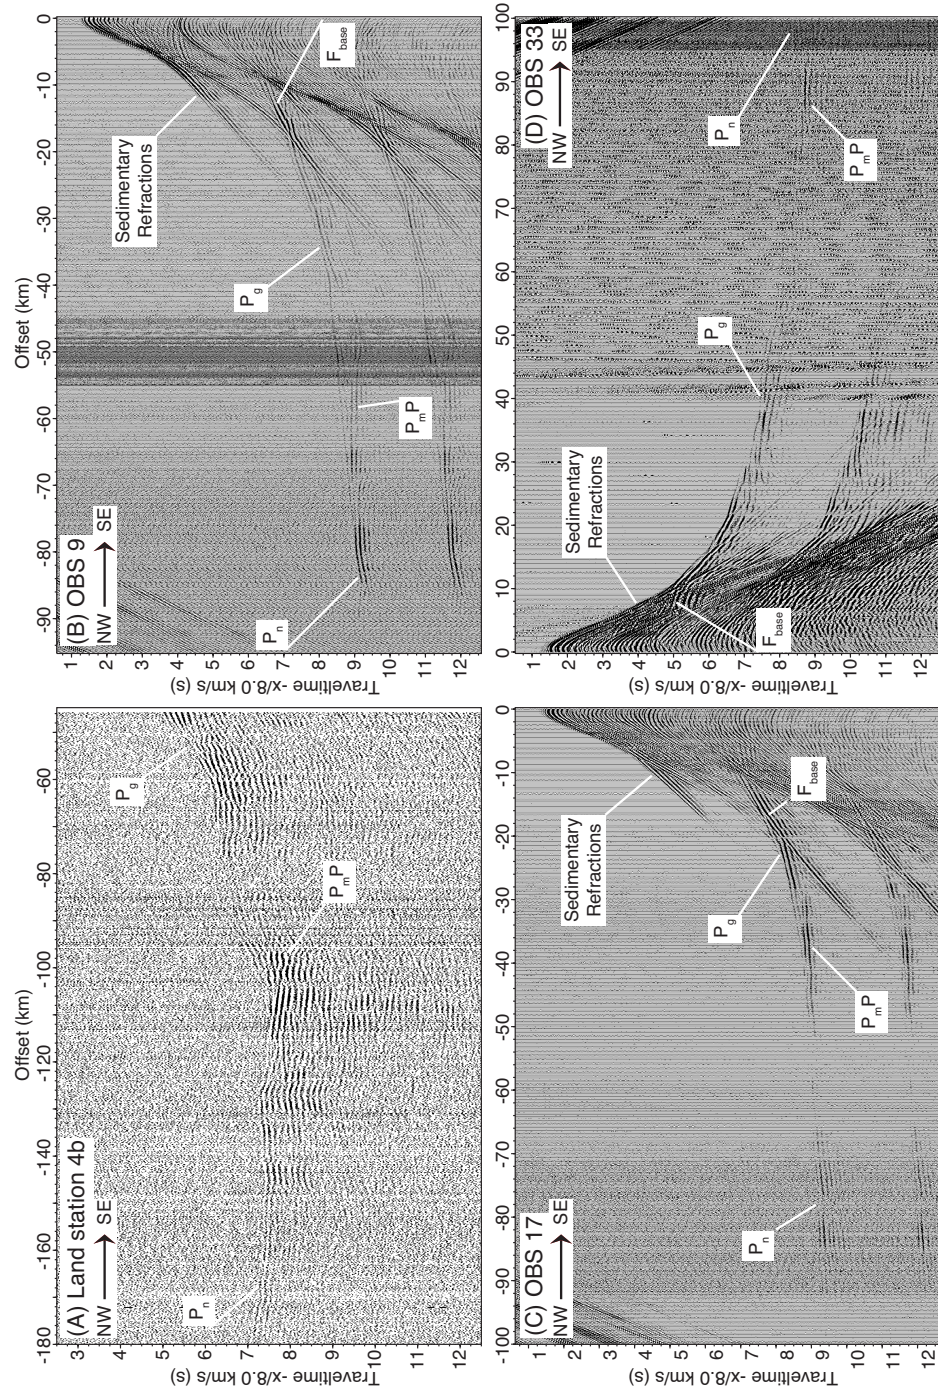 Offset (km)
-180
-160
-140
-120
-100
-80
-60
(A) Land station 4b
NW
SE
3
4
5
6
7
8
9
10
11
12
Traveltime -x/8.0 km/s (s)
Pn
PmP
Pg
Offset (km)
-90
-80
-70
-60
-50
-40
-30
-20
-10
0
(B) OBS 9
NW
SE
1
2
3
4
5
6
7
8
9
10
11
12
Traveltime -x/8.0 km/s (s)
Sedimentary
Refractions
Fbase
Pg
PmP
Pn
-100
-90
-80
-70
-60
-50
-40
-30
-20
-10
0
(C) OBS 17
NW
SE
1
2
3
4
5
6
7
8
9
10
11
12
Traveltime -x/8.0 km/s (s)
Sedimentary
Refractions
Fbase
Pg
PmP
Pn
0
10
20
30
40
50
60
70
80
90
100
(D) OBS 33
NW
SE
1
2
3
4
5
6
7
8
9
10
11
12
Traveltime -x/8.0 km/s (s)
Sedimentary
Refractions
Fbase
Pg
Pn
PmP